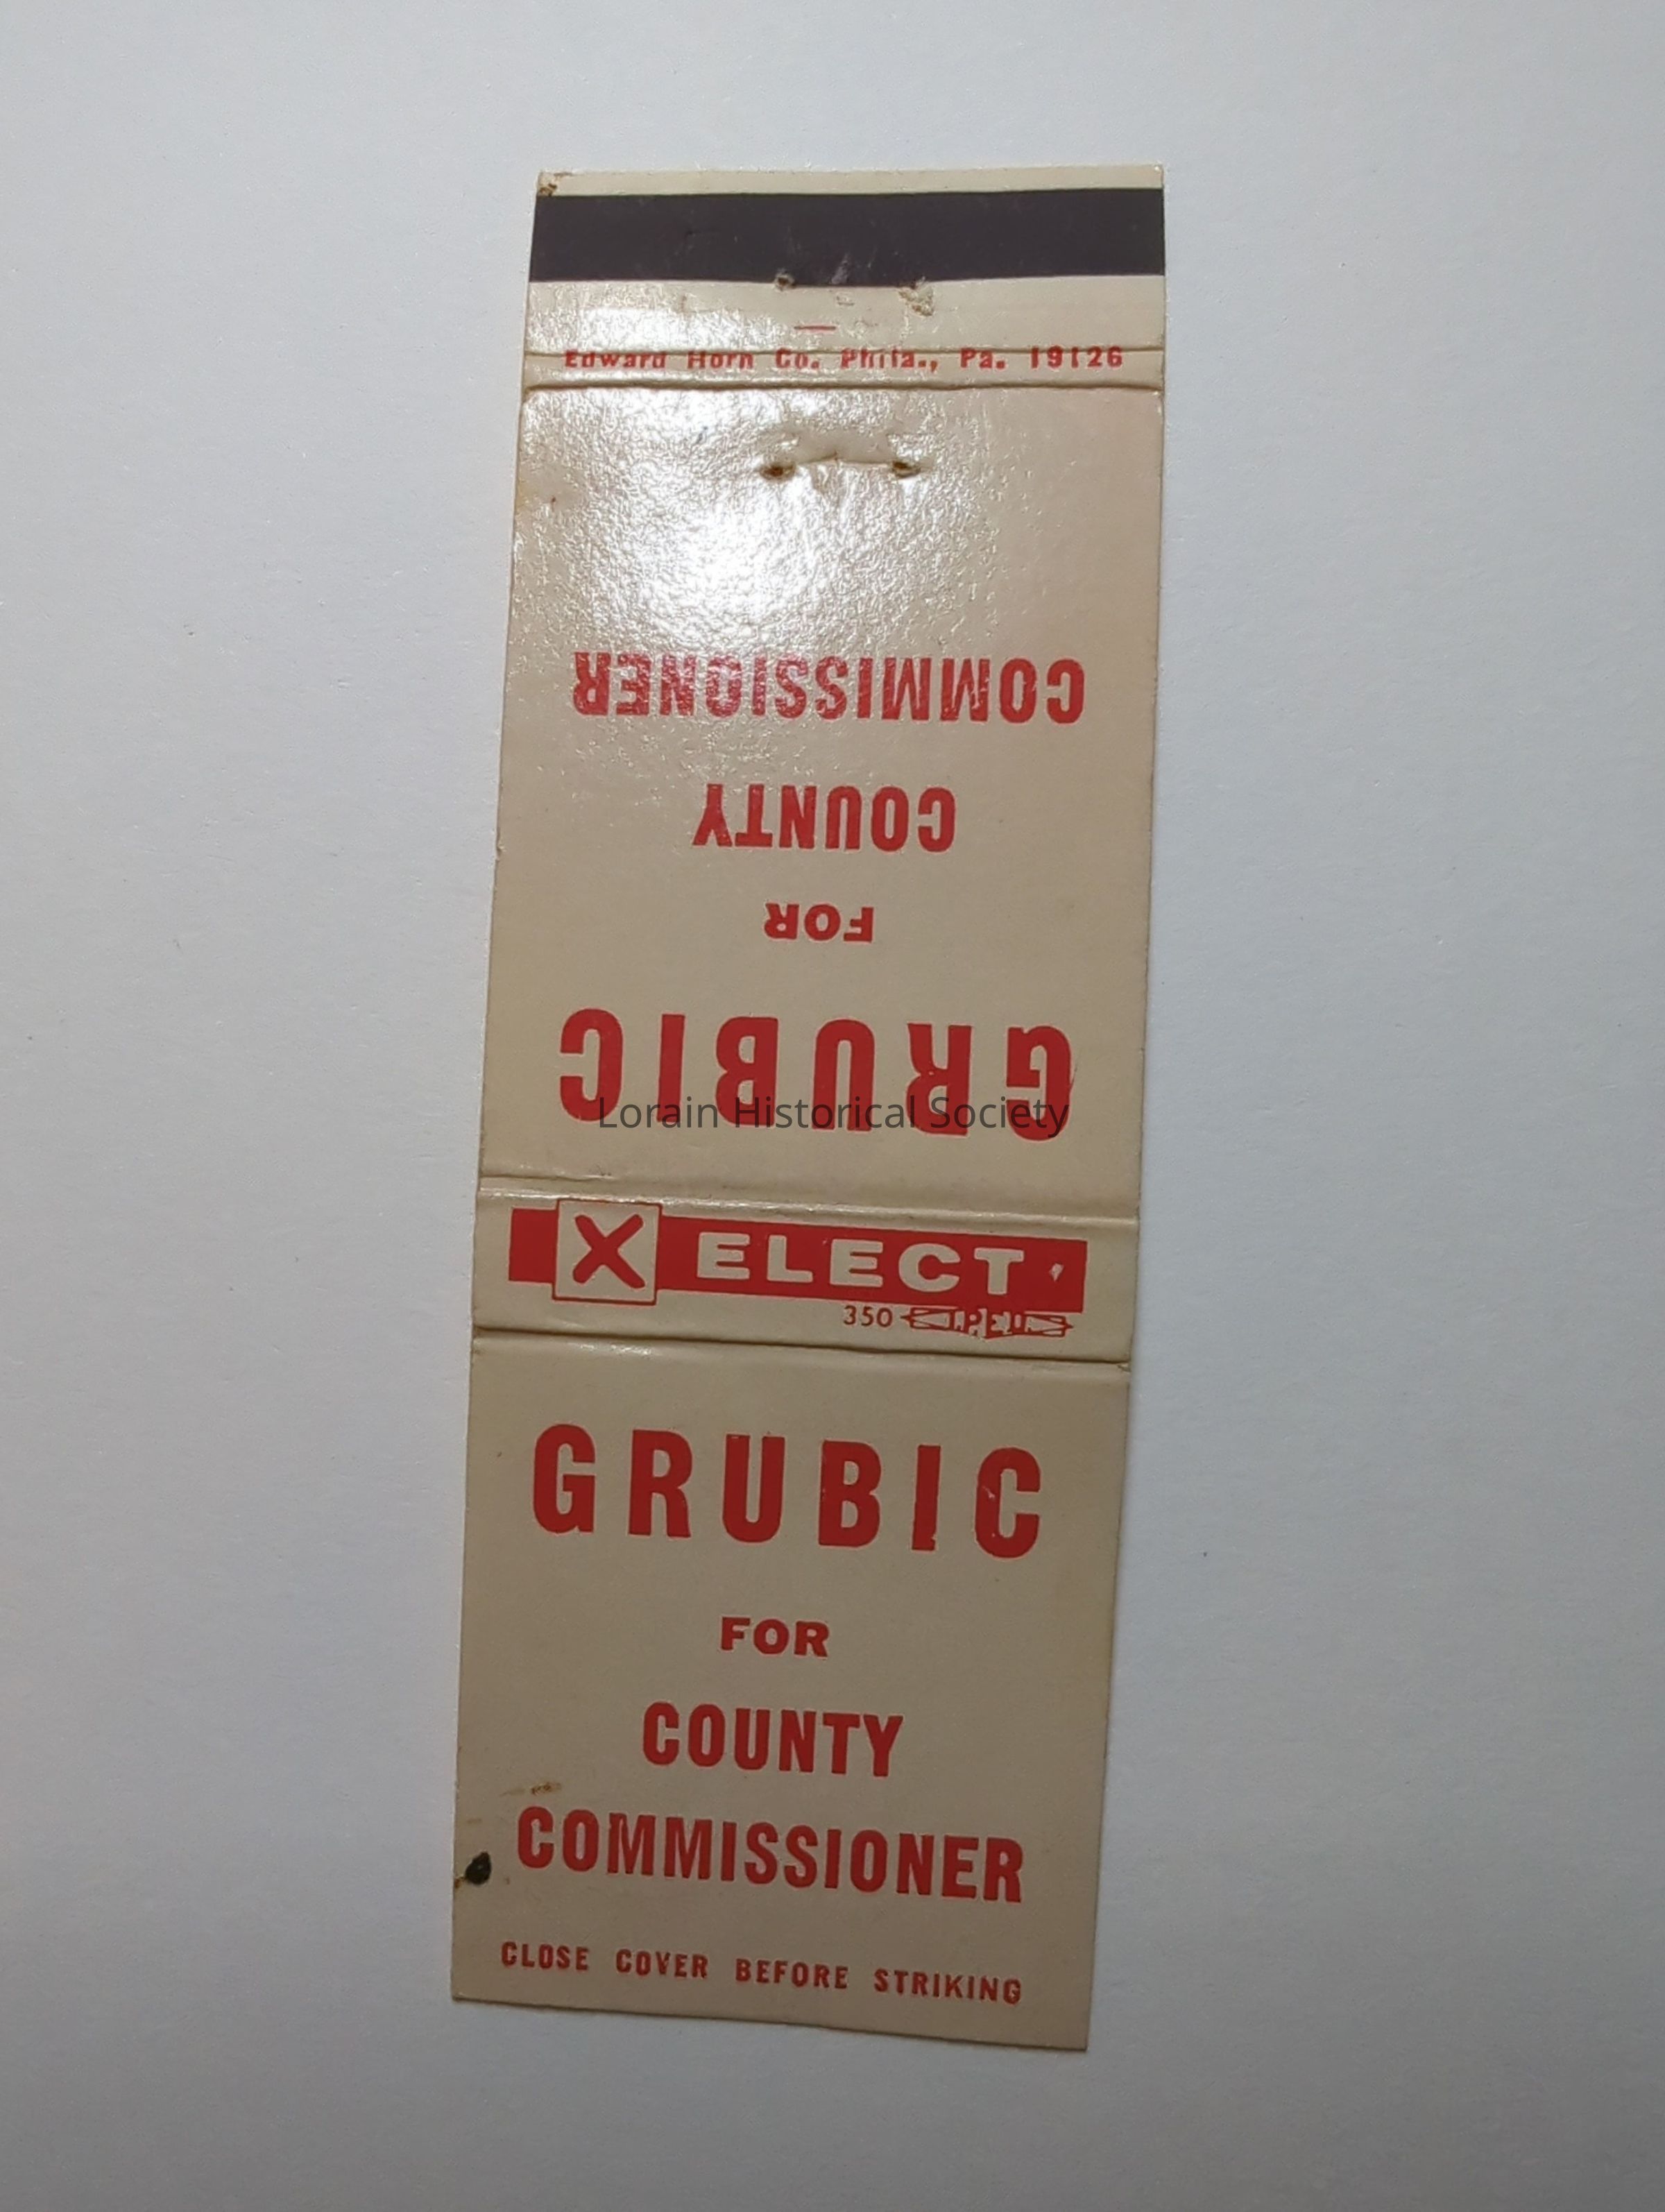 Edward Horn Co. Phila., Pa. 19126
GRUBIC
FOR
COUNTY
COMMISSIONER
Lorain Historical Society
X ELECT
350
GRUBIC
FOR
COUNTY
COMMISSIONER
CLOSE COVER BEFORE STRIKING